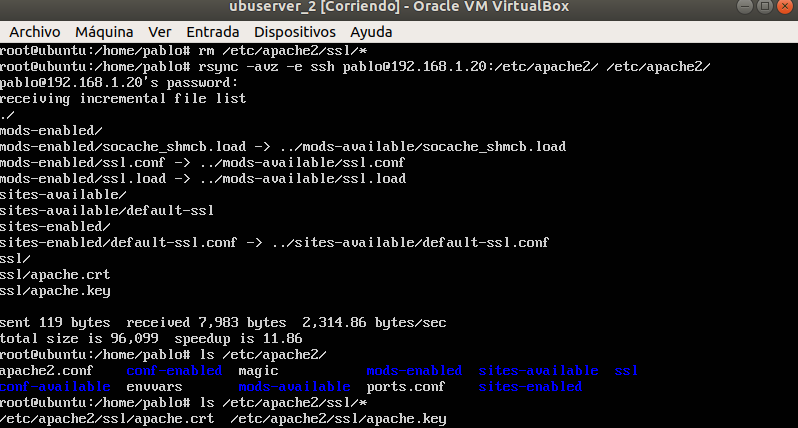 ubuserver_2 [Corriendo] - Oracle VM VirtualBox
Archivo Máquina Ver Entrada Dispositivos Ayuda
root@ubuntu:/home/pablo# rm /etc/apache2/ssl/*
root@ubuntu:/home/pablo# rsync -avz -e ssh pablo@192.168.1.20:/etc/apache2/ /etc/apache2/
pablo@192.168.1.20's password:
receiving incremental file list
./
mods-enabled/
mods-enabled/socache_shmcb.load -> ../mods-available/socache_shmcb.load
mods-enabled/ssl.conf -> ../mods-available/ssl.conf
mods-enabled/ssl.load -> ../mods-available/ssl.load
sites-available/
sites-available/default-ssl
sites-enabled/
sites-enabled/default-ssl.conf -> ../sites-available/default-ssl.conf
ssl/
ssl/apache.crt
ssl/apache.key
sent 119 bytes  received 7,983 bytes  2,314.86 bytes/sec
total size is 96,099  speedup is 11.86
root@ubuntu:/home/pablo# ls /etc/apache2/
apache2.conf conf-enabled magic mods-enabled sites-available ssl
conf-available envvars mods-available ports.conf sites-enabled
root@ubuntu:/home/pablo# ls /etc/apache2/ssl/*
/etc/apache2/ssl/apache.crt  /etc/apache2/ssl/apache.key